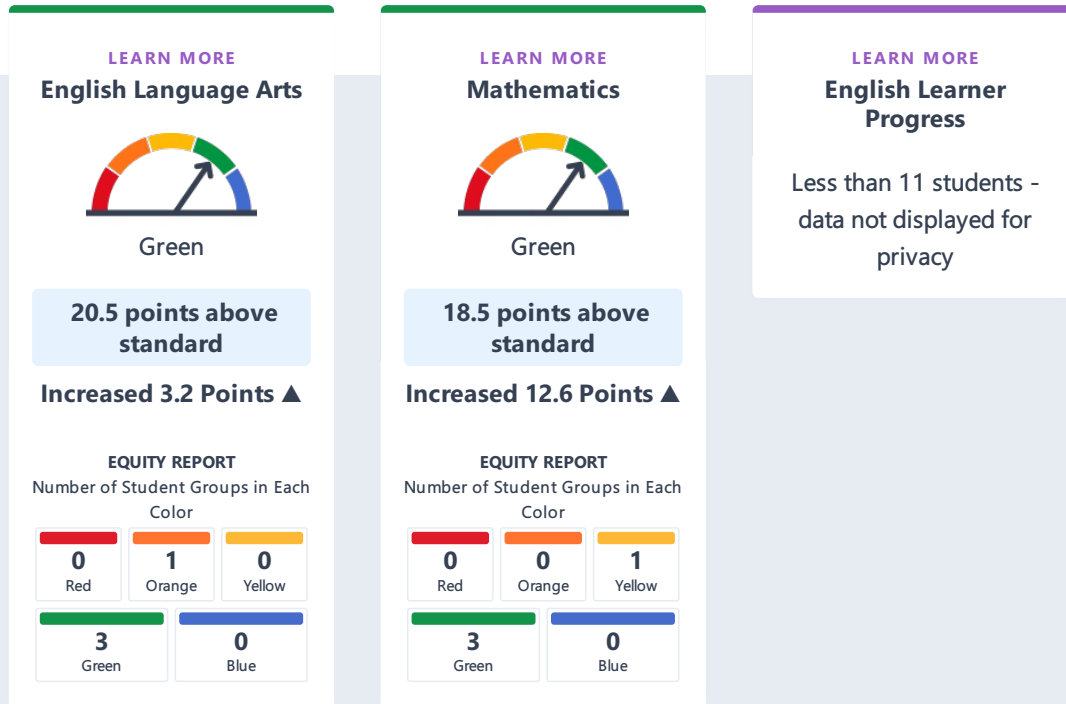 LEARN MORE
English Language Arts
Green
20.5 points above
standard
Increased 3.2 Points ▲
EQUITY REPORT
Number of Student Groups in Each
Color
0
Red
1
Orange
0
Yellow
3
Green
0
Blue
LEARN MORE
Mathematics
Green
18.5 points above
standard
Increased 12.6 Points ▲
EQUITY REPORT
Number of Student Groups in Each
Color
0
Red
0
Orange
1
Yellow
3
Green
0
Blue
LEARN MORE
English Learner
Progress
Less than 11 students -
data not displayed for
privacy